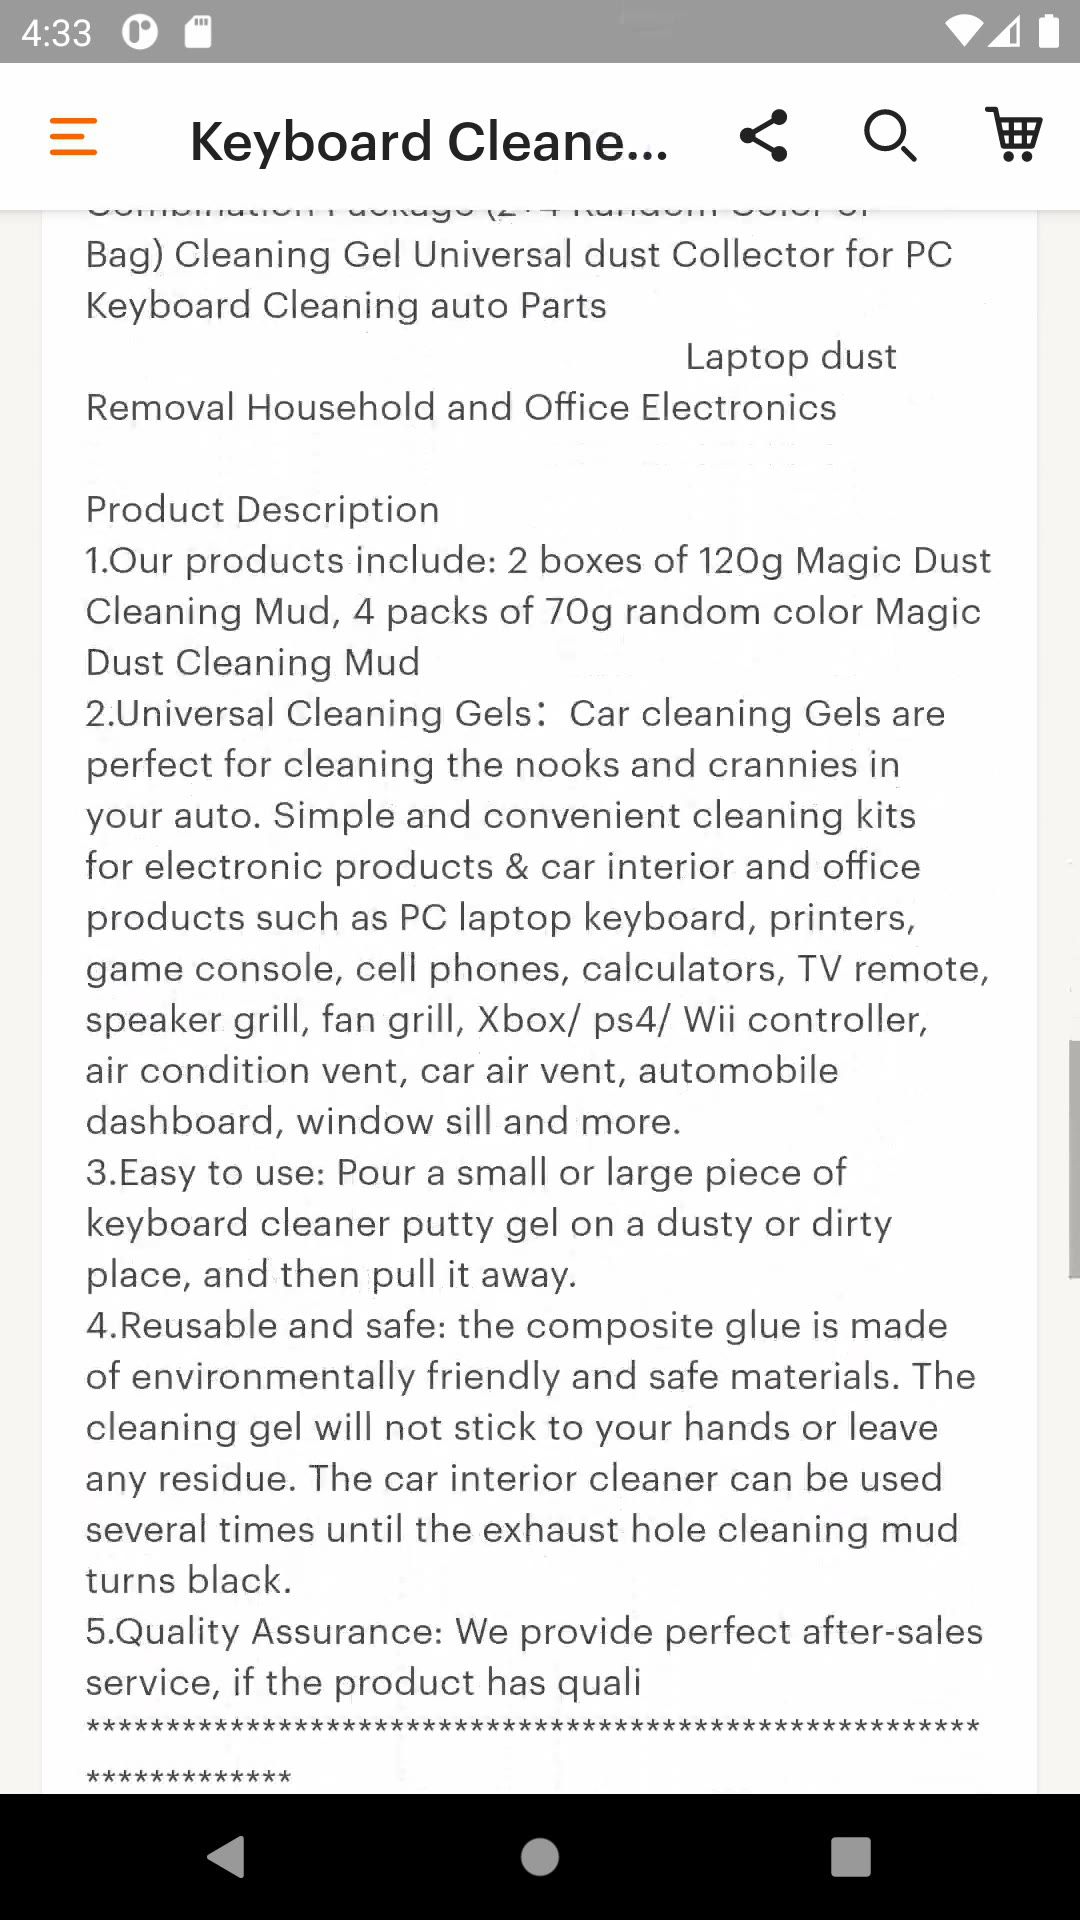 4:33
Keyboard Cleane...
Combination Package (2+4 Random Color of
Bag) Cleaning Gel Universal dust Collector for PC
Keyboard Cleaning auto Parts
Laptop dust
Removal Household and Office Electronics
Product Description
1.Our products include: 2 boxes of 120g Magic Dust
Cleaning Mud, 4 packs of 70g random color Magic
Dust Cleaning Mud
2.Universal Cleaning Gels：Car cleaning Gels are
perfect for cleaning the nooks and crannies in
your auto. Simple and convenient cleaning kits
for electronic products & car interior and office
products such as PC laptop keyboard, printers,
game console, cell phones, calculators, TV remote,
speaker grill, fan grill, Xbox/ ps4/ Wii controller,
air condition vent, car air vent, automobile
dashboard, window sill and more.
3.Easy to use: Pour a small or large piece of
keyboard cleaner putty gel on a dusty or dirty
place, and then pull it away.
4.Reusable and safe: the composite glue is made
of environmentally friendly and safe materials. The
cleaning gel will not stick to your hands or leave
any residue. The car interior cleaner can be used
several times until the exhaust hole cleaning mud
turns black.
5.Quality Assurance: We provide perfect after-sales
service, if the product has quali
********************************************************
*************